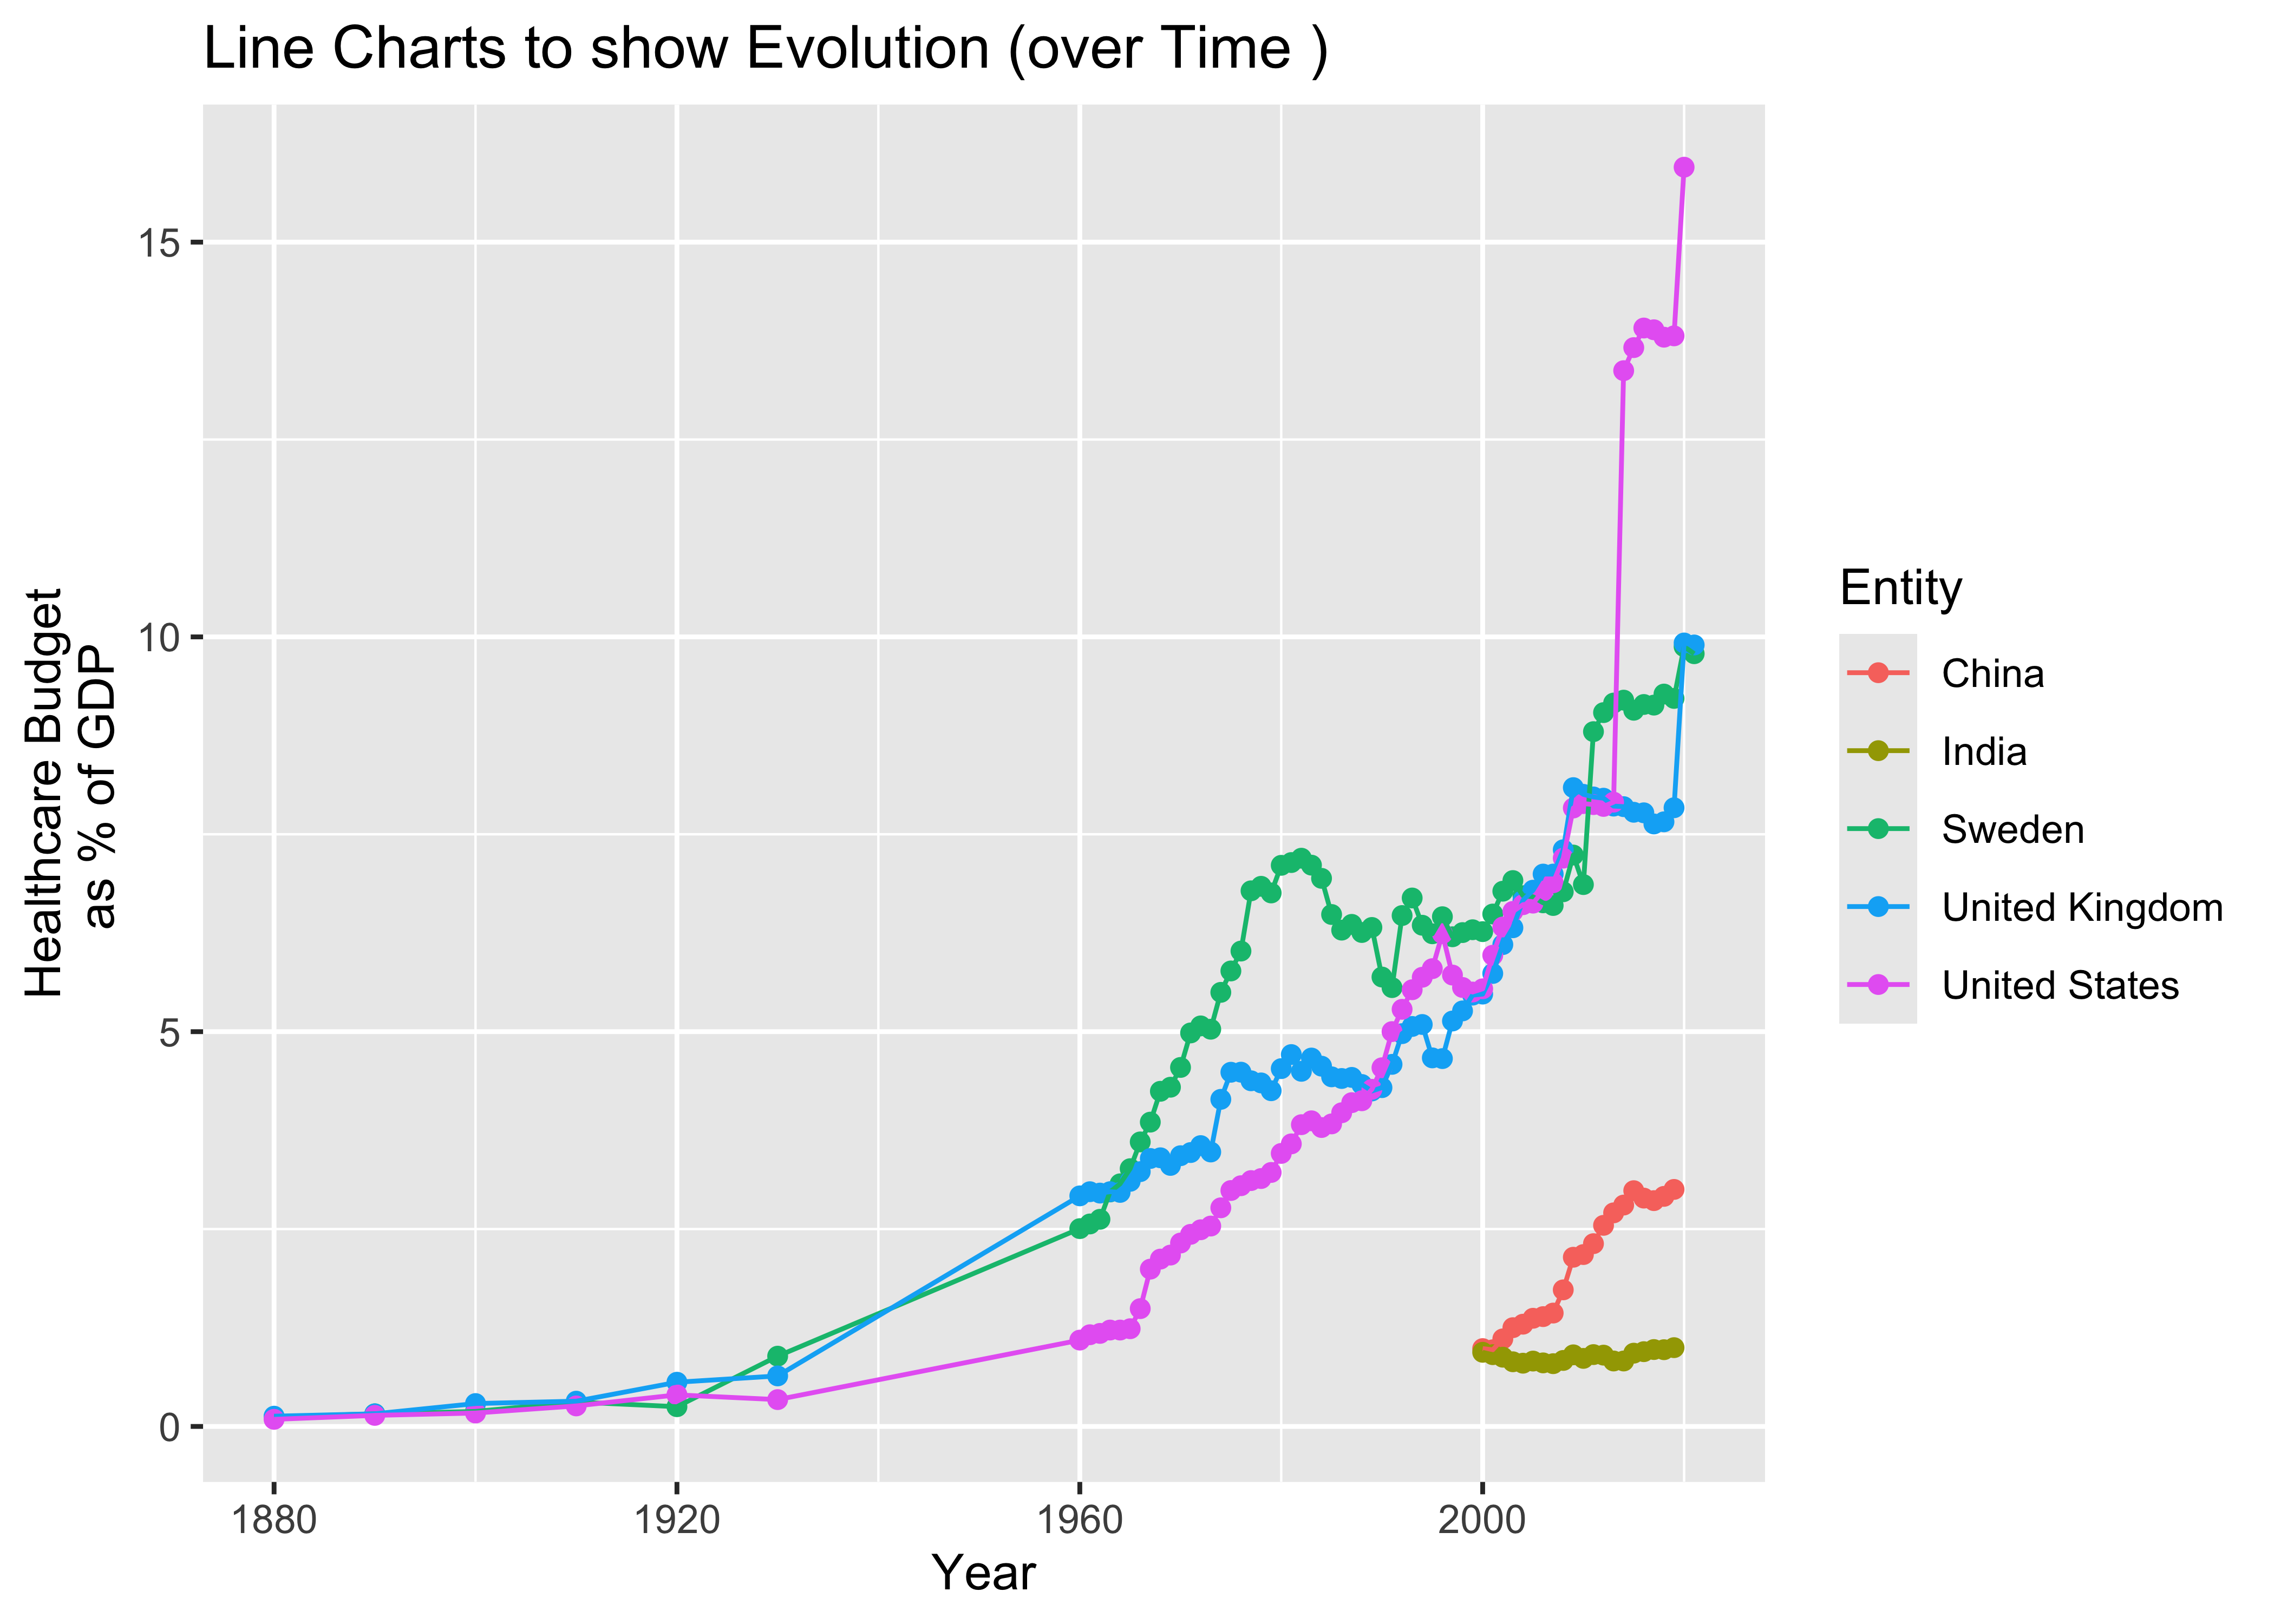 Line Charts to show Evolution (over Time )
Healthcare Budget
as % of GDP
15
10
5
0
1880
1920
1960
2000
Year
Entity
China
India
Sweden
United Kingdom
United States